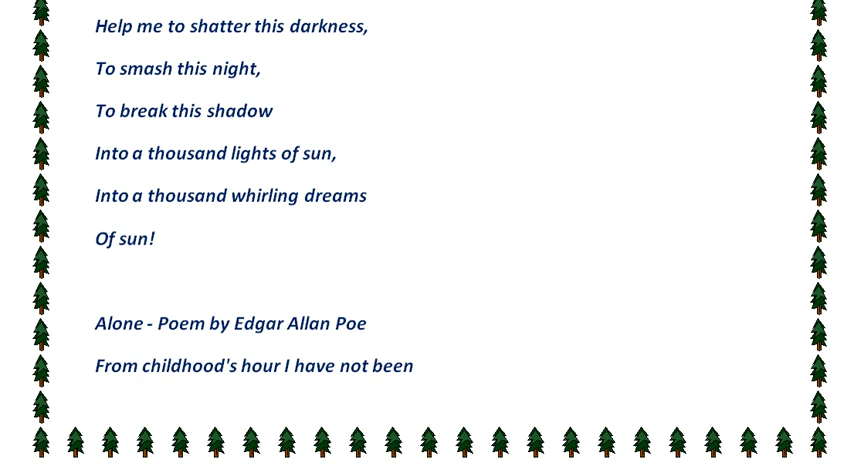 Help me to shatter this darkness,
To smash this night,
To break this shadow
Into a thousand lights of sun,
Into a thousand whirling dreams
Of sun!
Alone - Poem by Edgar Allan Poe
From childhood's hour I have not been